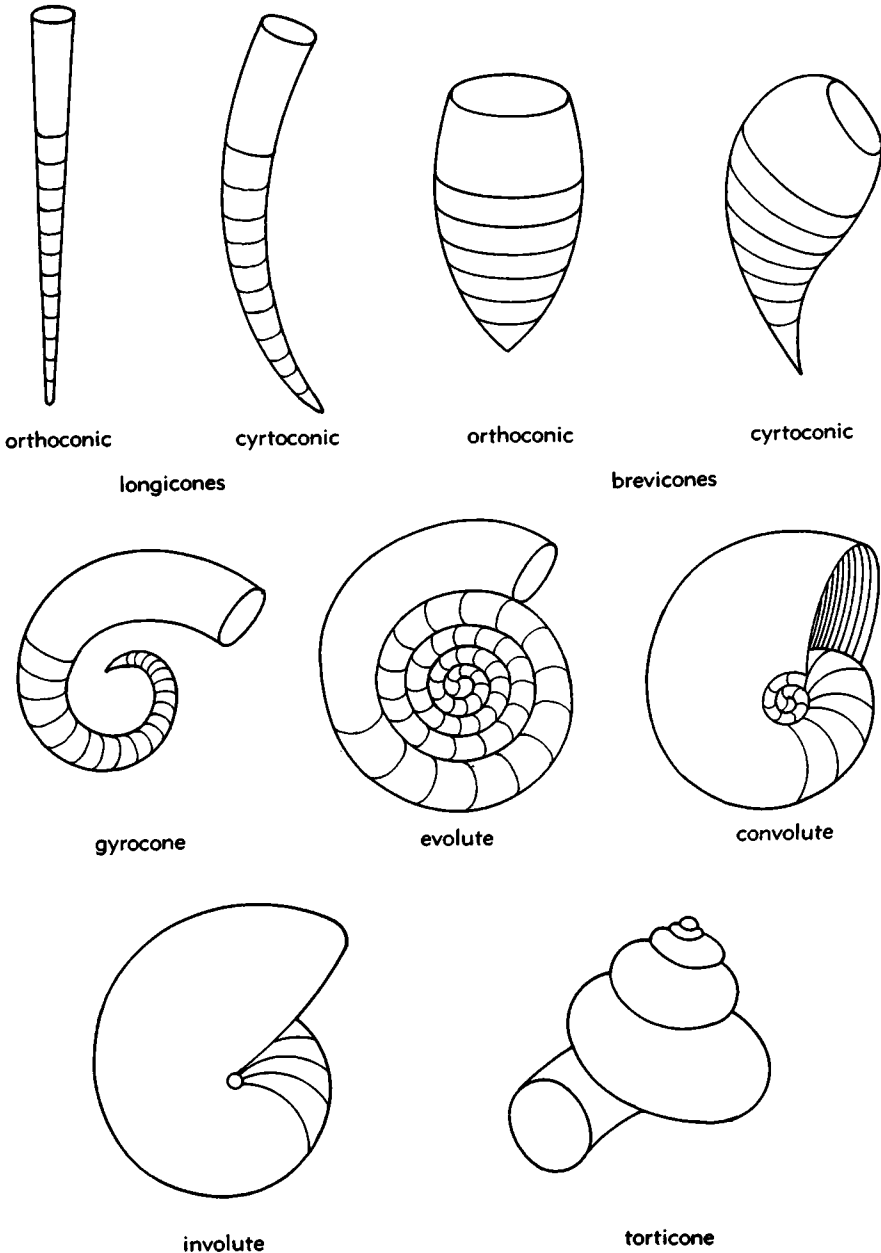 orthoconic
cyrtoconic
orthoconic
cyrtoconic
longicones
brevicones
gyrocone
evolute
convolute
involute
torticone